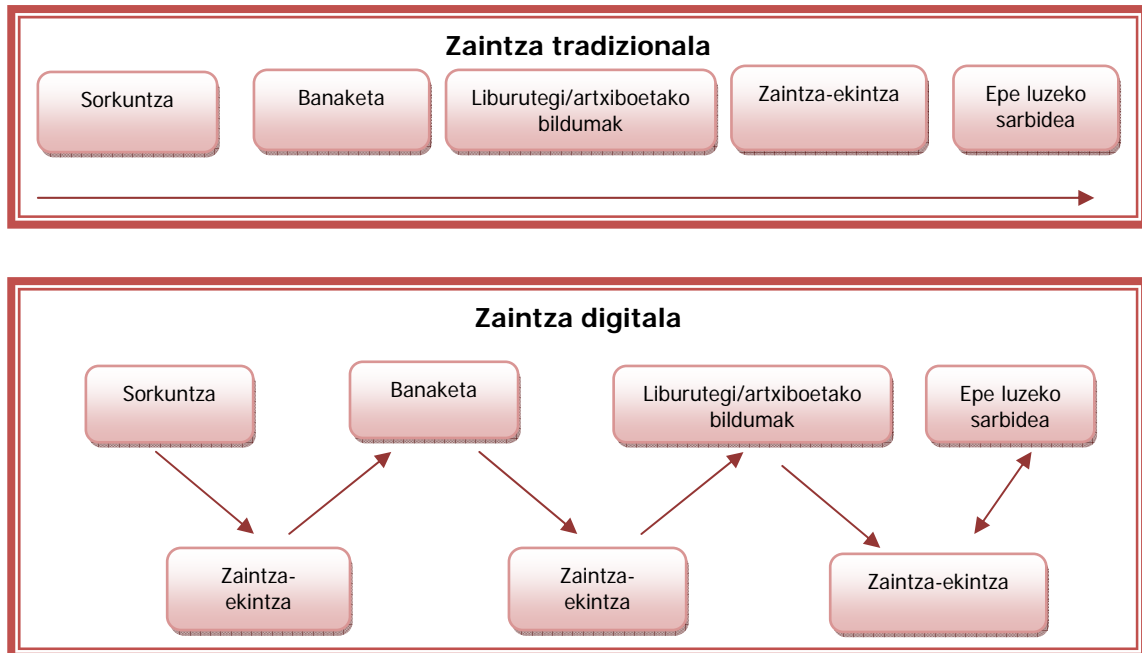 Zaintza tradizionala
Sorkuntza
Banaketa
Liburutegi/artxiboetako
bildumak
Zaintza-ekintza
Epe luzeko
sarbidea
Zaintza digitala
Sorkuntza
Banaketa
Liburutegi/artxiboetako
bildumak
Epe luzeko
sarbidea
Zaintza-
ekintza
Zaintza-
ekintza
Zaintza-ekintza